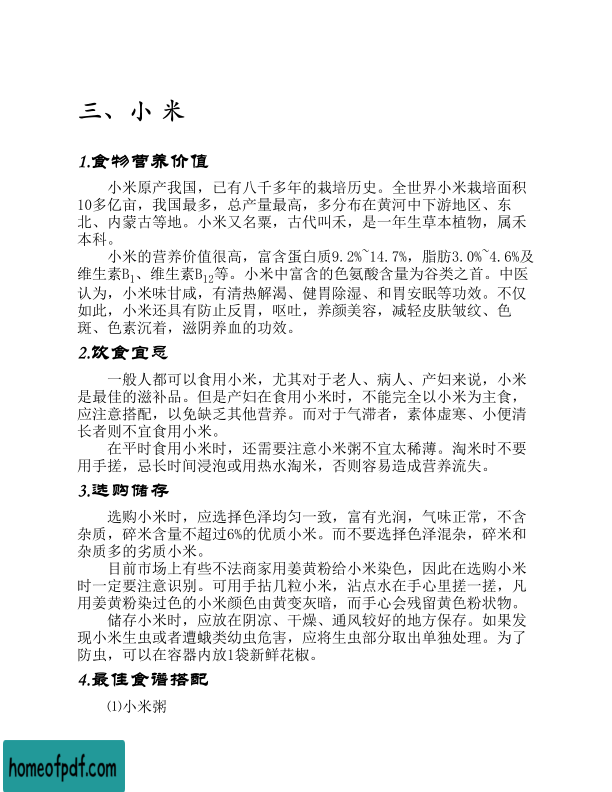 三、小 米
1.食物营养价值
小米原产我国，已有八千多年的栽培历史。全世界小米栽培面积
10多亿亩，我国最多，总产量最高，多分布在黄河中下游地区、东
北、内蒙古等地。小米又名粟，古代叫禾，是一年生草本植物，属禾
本科。
小米的营养价值很高，富含蛋白质9.2%~14.7%，脂肪3.0%~4.6%及
维生素B1、维生素B12等。小米中富含的色氨酸含量为谷类之首。中医
认为，小米味甘咸，有清热解渴、健胃除湿、和胃安眠等功效。不仅
如此，小米还具有防止反胃，呕吐，养颜美容，减轻皮肤皱纹、色
斑、色素沉着，滋阴养血的功效。
2.饮食宜忌
一般人都可以食用小米，尤其对于老人、病人、产妇来说，小米
是最佳的滋补品。但是产妇在食用小米时，不能完全以小米为主食，
应注意搭配，以免缺乏其他营养。而对于气滞者，素体虚寒、小便清
长者则不宜食用小米。
在平时食用小米时，还需要注意小米粥不宜太稀薄。淘米时不要
用手搓，忌长时间浸泡或用热水淘米，否则容易造成营养流失。
3.选购储存
选购小米时，应选择色泽均匀一致，富有光润，气味正常，不含
杂质，碎米含量不超过6%的优质小米。而不要选择色泽混杂，碎米和
杂质多的劣质小米。
目前市场上有些不法商家用姜黄粉给小米染色，因此在选购小米
时一定要注意识别。可用手拈几粒小米，沾点水在手心里搓一搓，凡
用姜黄粉染过色的小米颜色由黄变灰暗，而手心会残留黄色粉状物。
储存小米时，应放在阴凉、干燥、通风较好的地方保存。如果发
现小米生虫或者遭蛾类幼虫危害，应将生虫部分取出单独处理。为了
防虫，可以在容器内放1袋新鲜花椒。
4.最佳食谱搭配
⑴小米粥
homeofpdf.com